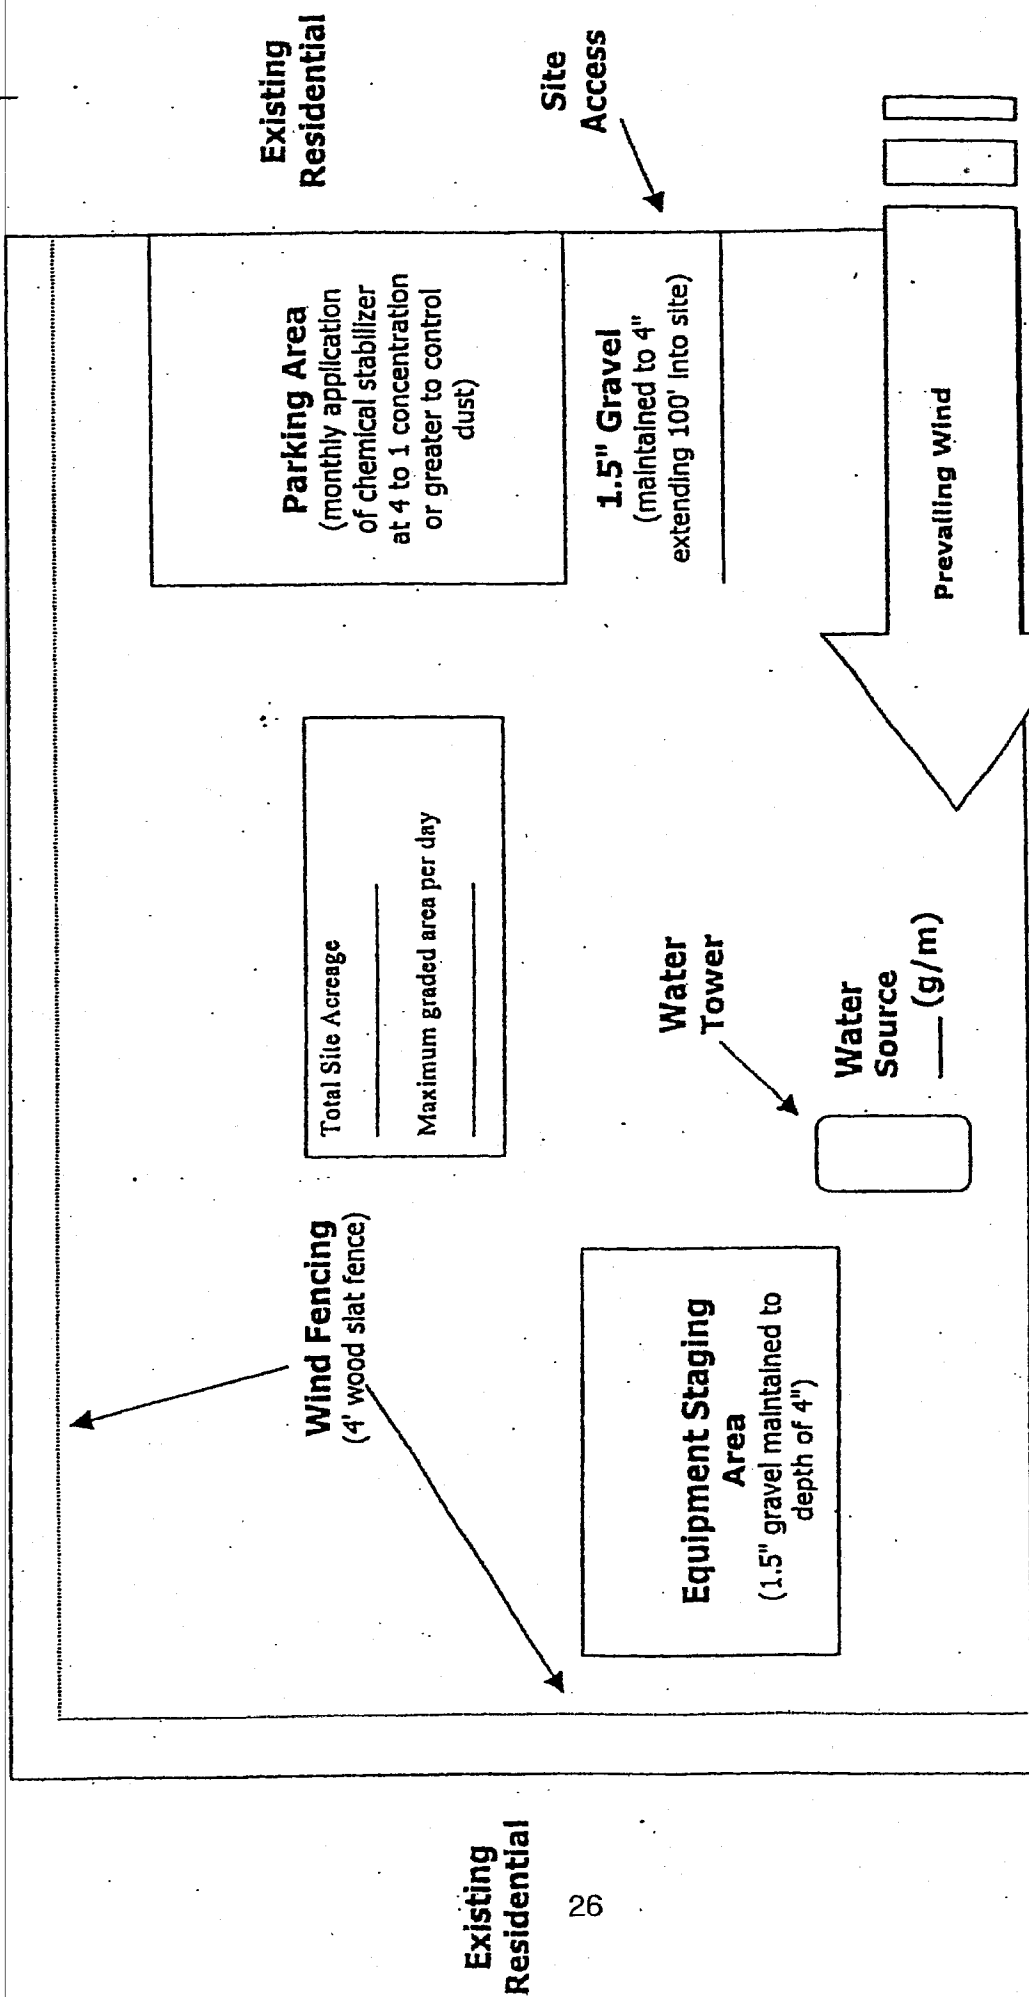 Existing
Residential
Site
Access
Parking Area
(monthly application
of chemical stabilizer
at 4 to 1 concentration
or greater to control
dust)
1.5" Gravel
(maintained to 4"
extending 100' into site)
Prevailing Wind
Total Site Acreage
Maximum graded area per day
Water
Tower
Water
Source
___ (g/m)
Wind Fencing
(4' wood slat fence)
Equipment Staging
Area
(1.5" gravel maintained to
depth of 4")
Existing
Residential
26